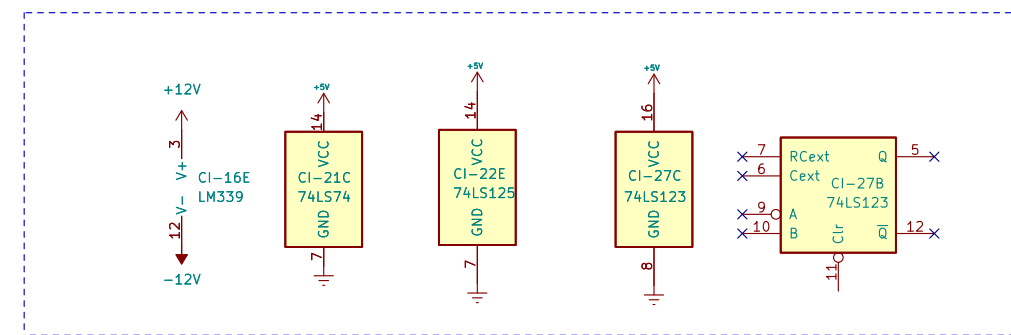 +12V
3
V+
CI-16E
LM339
V-
12
-12V
+5V
14
VCC
CI-21C
74LS74
GND
7
+5V
14
VCC
CI-22E
74LS125
GND
7
+5V
16
VCC
CI-27C
74LS123
GND
8
7 RCext Q 5
6 Cext
CI-27B
74LS123
9 A
10 B Clr Q 12
11